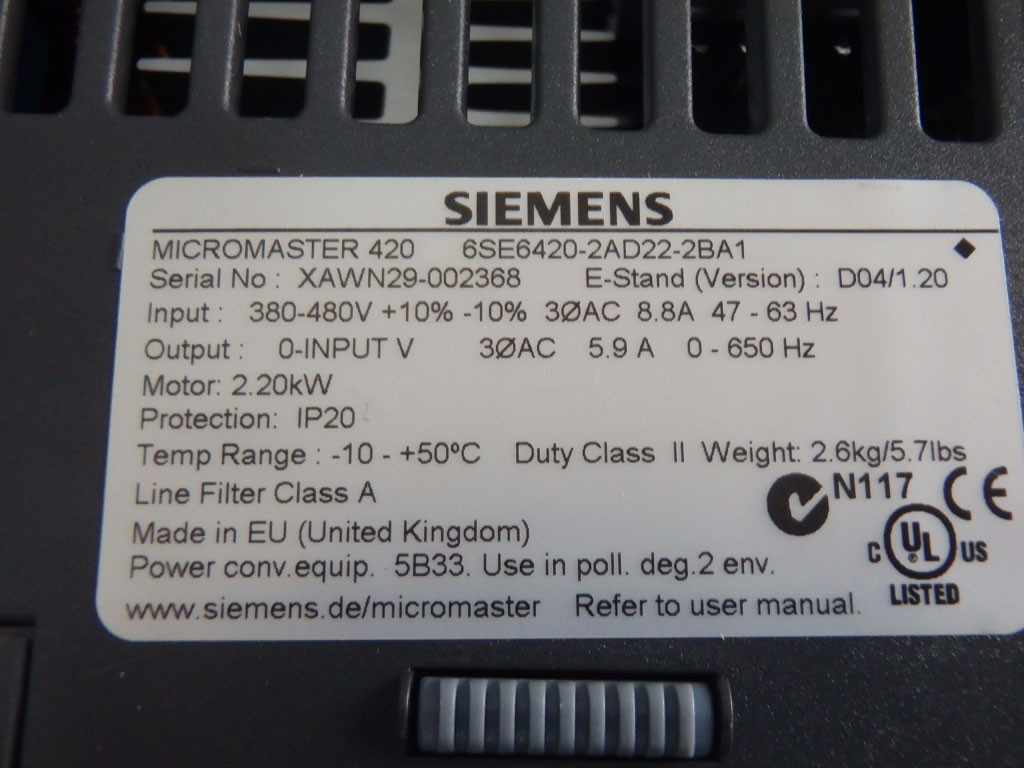 SIEMENS
MICROMASTER 420 6SE6420-2AD22-2BA1
Serial No : XAWN29-002368 E-Stand (Version) : D04/1.20
Input : 380-480V +10% -10% 3ØAC 8.8A 47 - 63 Hz
Output : 0-INPUT V 3ØAC 5.9 A 0 - 650 Hz
Motor: 2.20kW
Protection: IP20
Temp Range : -10 - +50ºC Duty Class II Weight: 2.6kg/5.7lbs
Line Filter Class A N117 CE
Made in EU (United Kingdom)
C UL ® US
Power conv.equip. 5B33. Use in poll. deg.2 env.
LISTED
www.siemens.de/micromaster Refer to user manual.